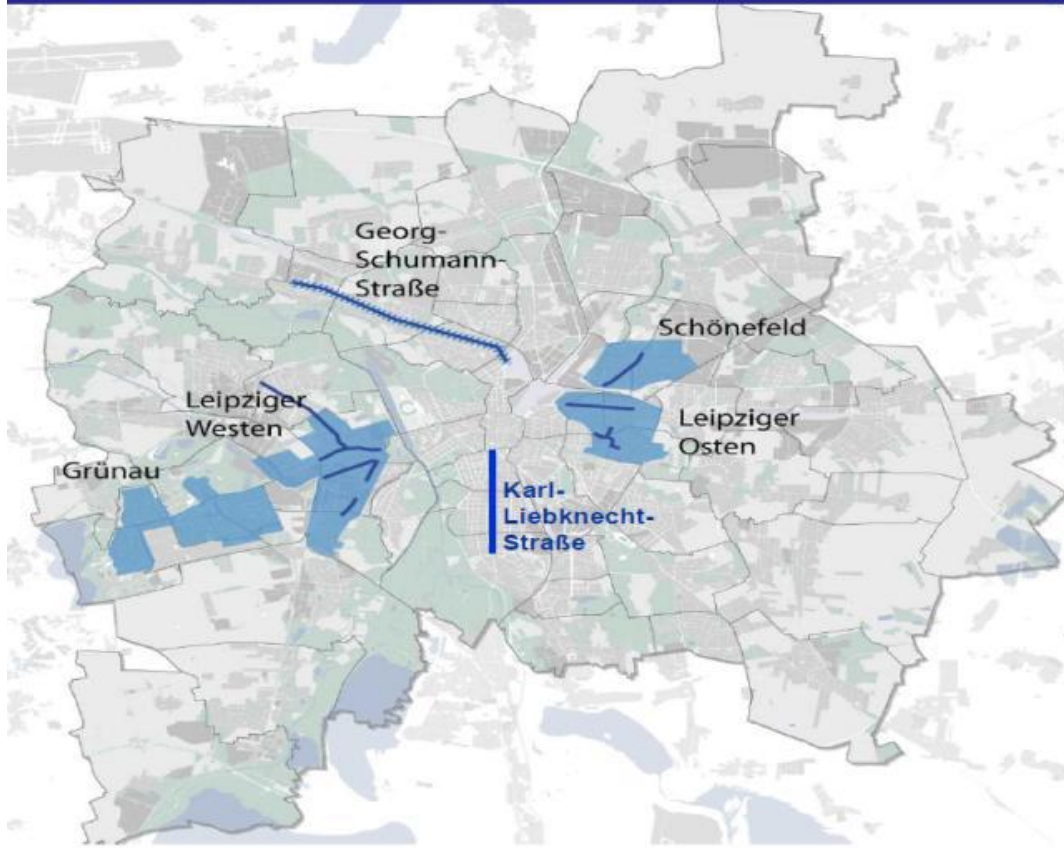 Georg-
Schumann-
Straße
Schönefeld
Leipziger
Westen
Leipziger
Osten
Grünau
Karl-
Liebknecht-
Straße